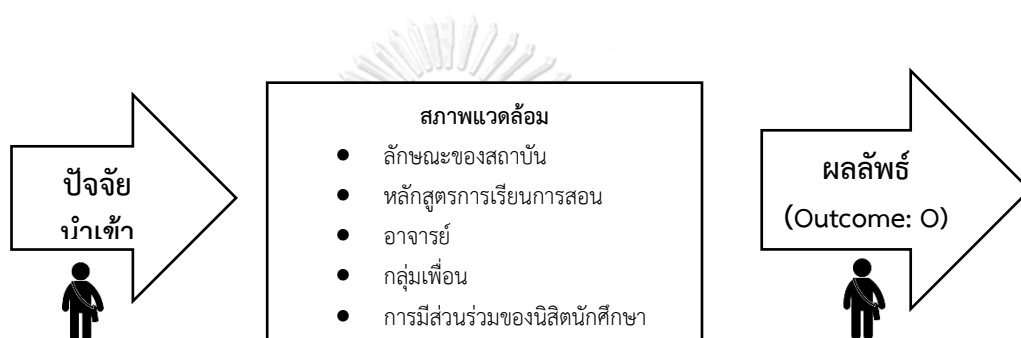 ปัจจัย
นำเข้า
สภาพแวดล้อม
● ลักษณะของสถาบัน
● หลักสูตรการเรียนการสอน
● อาจารย์
● กลุ่มเพื่อน
● การมีส่วนร่วมของนิสิตนักศึกษา
ผลลัพธ์
(Outcome: O)